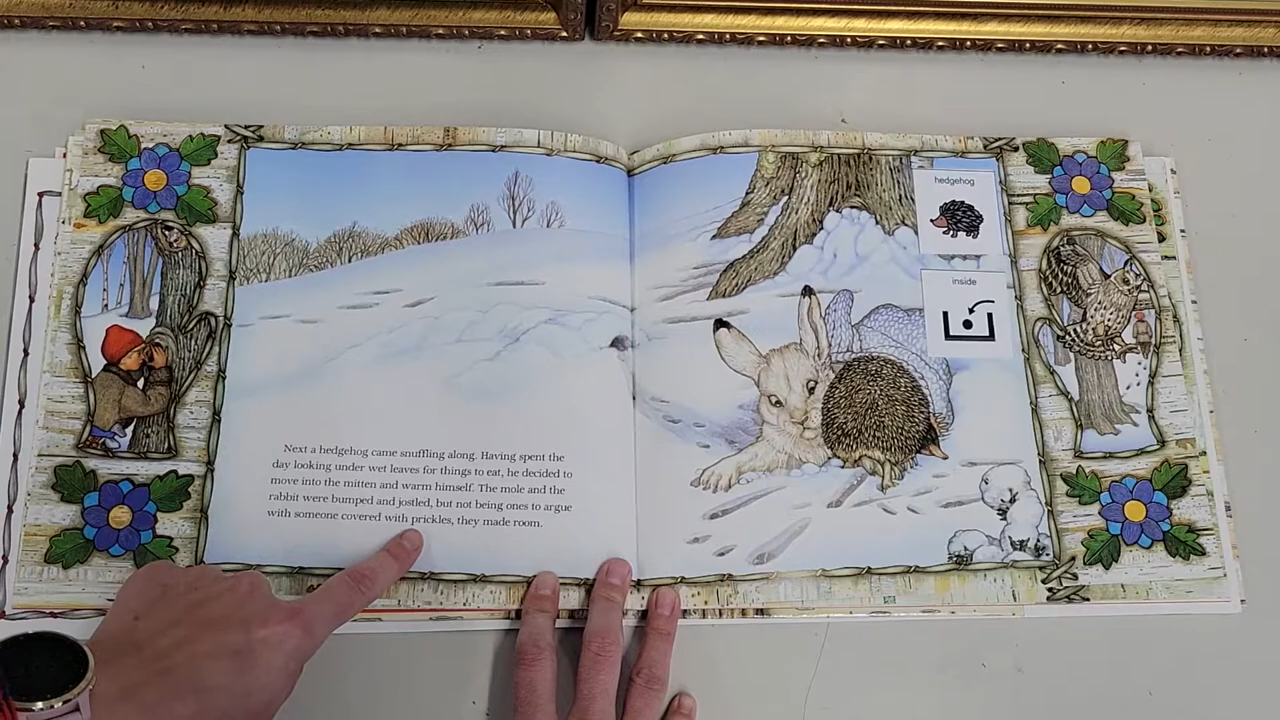 Next a hedgehog came snuffling along. Having spent the
day looking under wet leaves for things to eat, he decided to
move into the mitten and warm himself. The mole and the
rabbit were bumped and jostled, but not being ones to argue
with someone covered with prickles, they made room.
hedgehog
inside